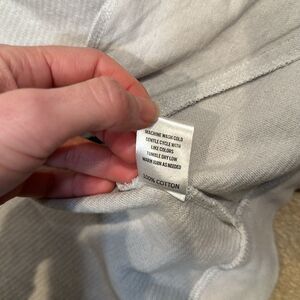 MACHINE WASH COLD
GENTLE CYCLE WITH
LIKE COLORS
TUMBLE DRY LOW
WARM IRON AS NEEDED
100% COTTON